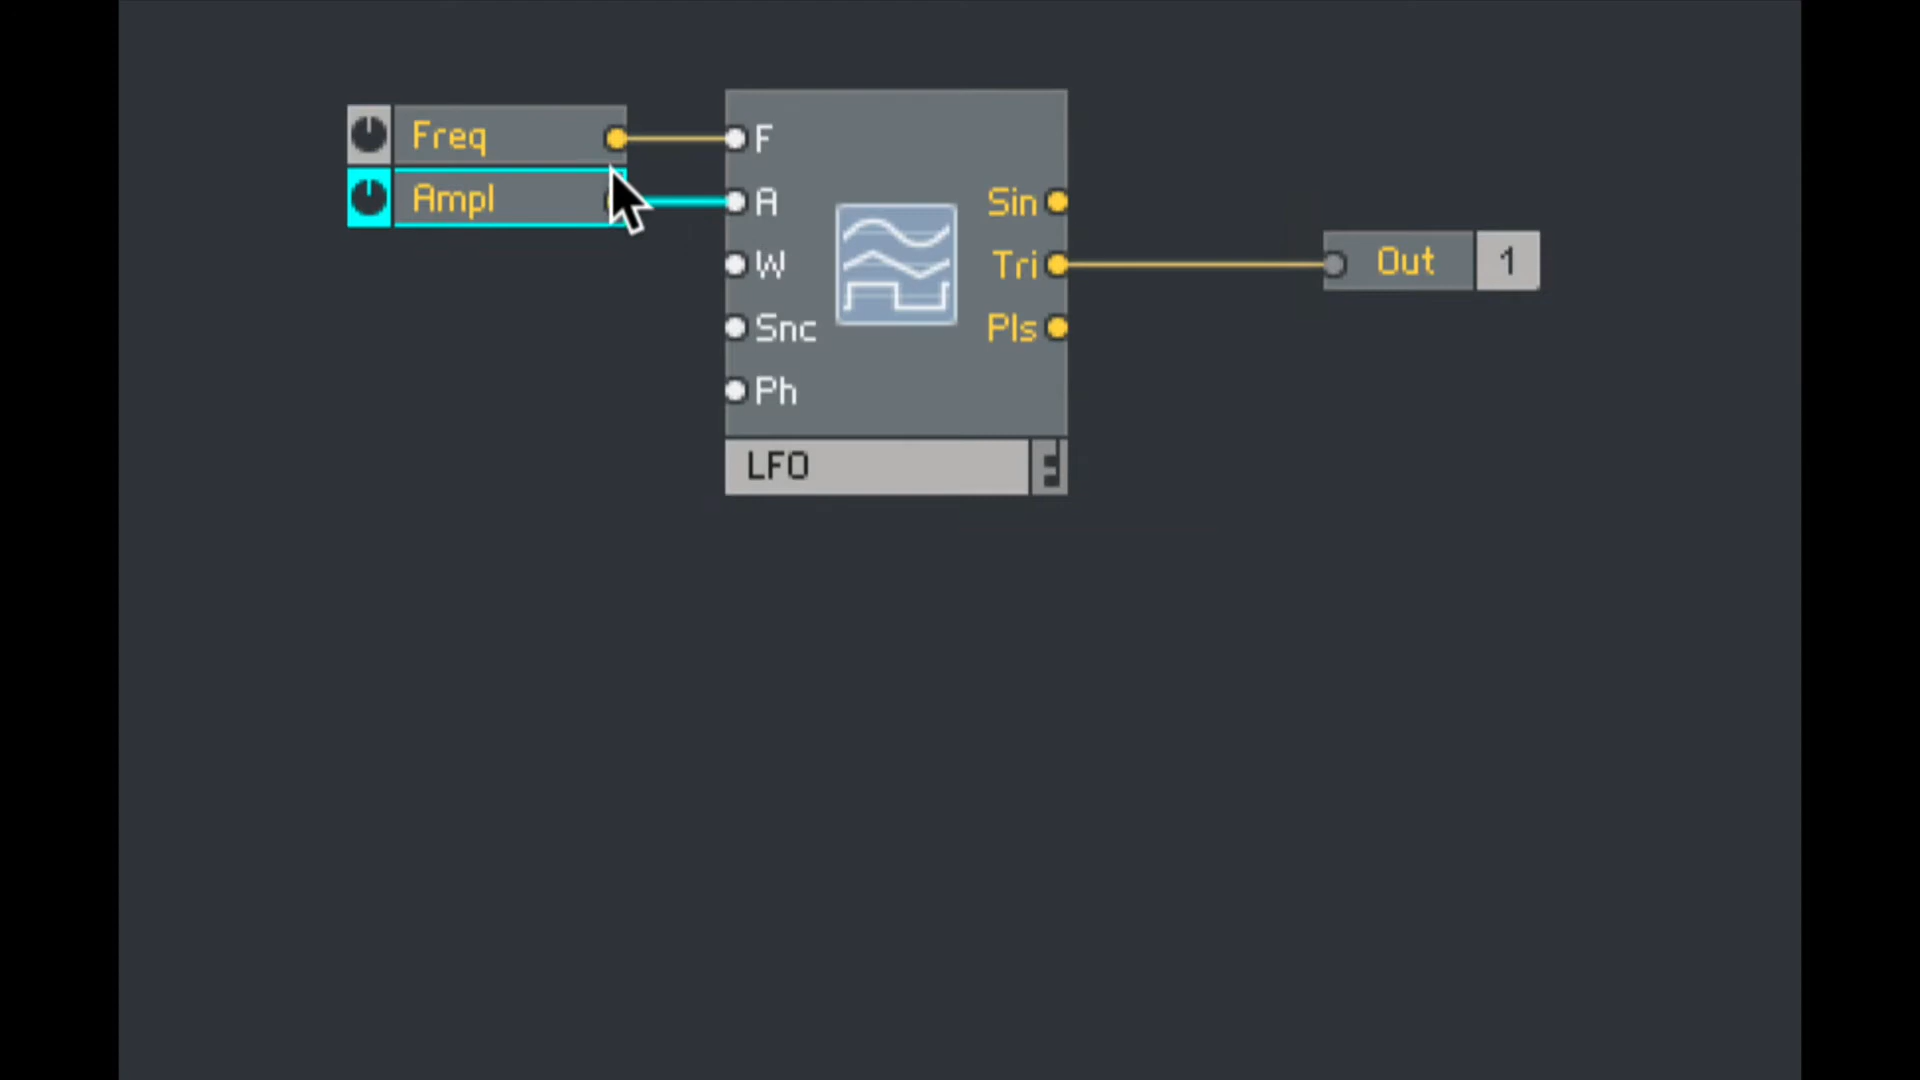 Freq
Ampl
F
A
W
Snc
Ph
Sin
Tri
Pls
LFO
Out 1